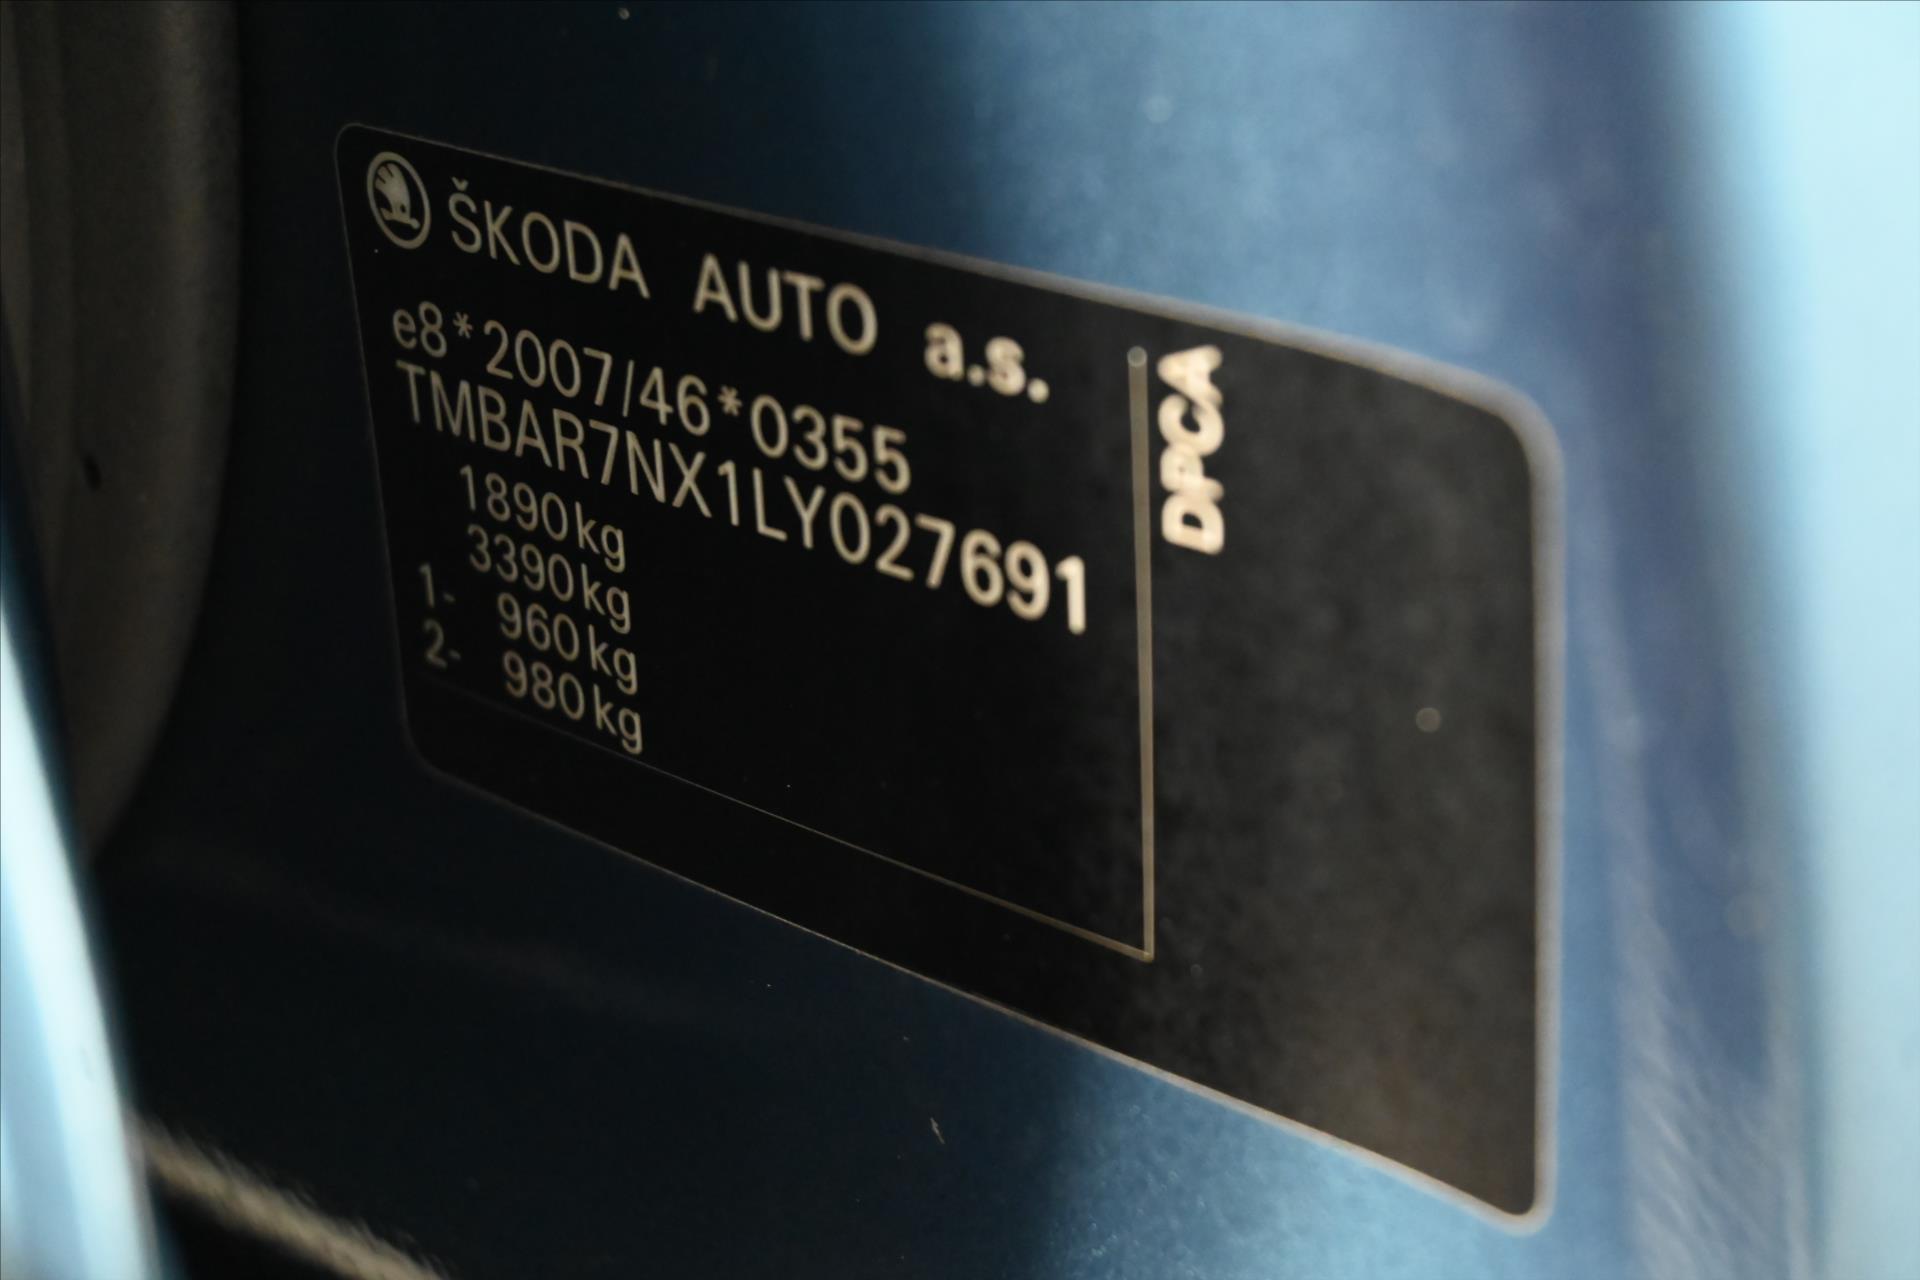 ŠKODA AUTO a.s.
e8*2007/46*0355
TMBAR7NX1LY027691
1890kg
3390kg
1- 960kg
2- 980kg
DPCA